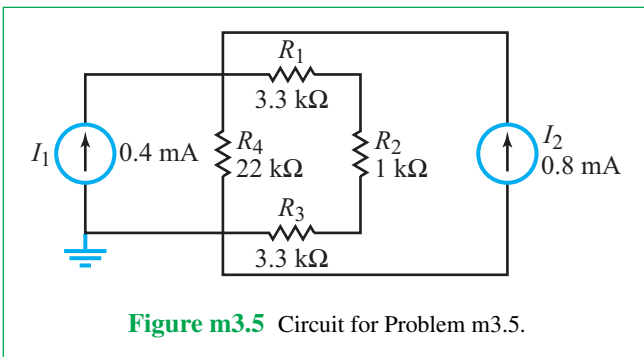 R1
3.3 kΩ
I1
0.4 mA
R4
22 kΩ
R2
1 kΩ
I2
0.8 mA
R3
3.3 kΩ
Figure m3.5 Circuit for Problem m3.5.